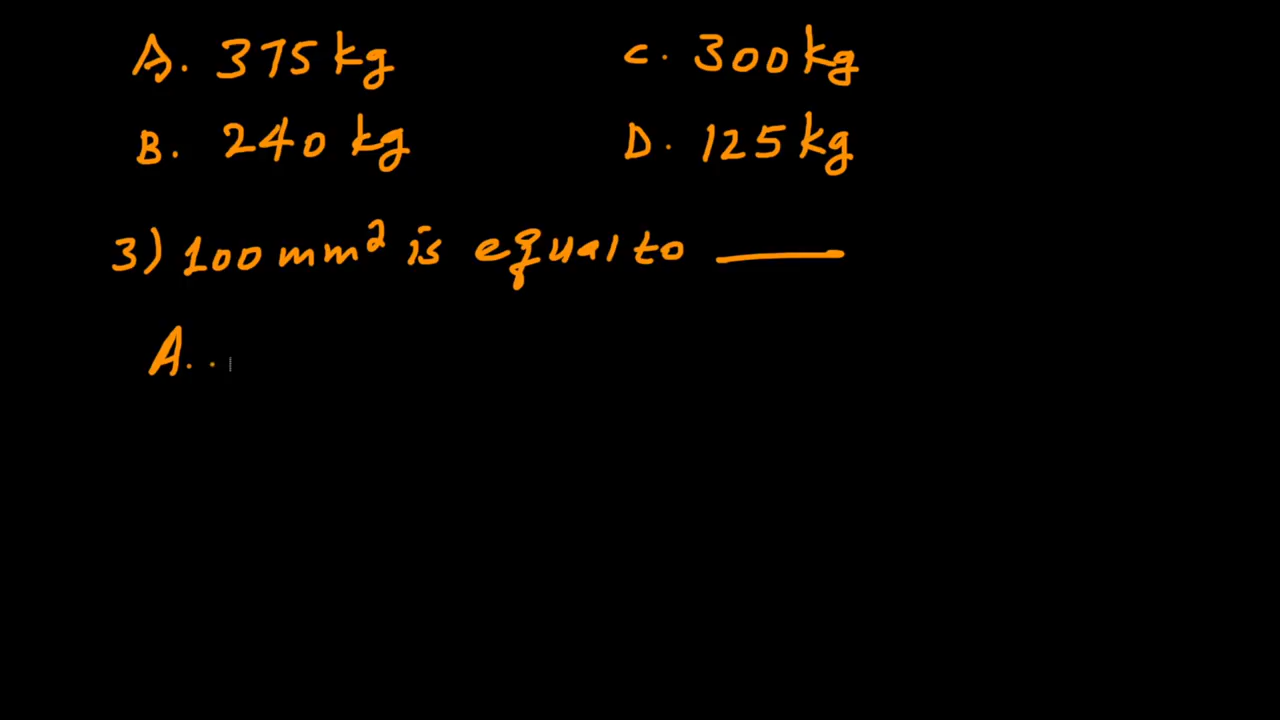 A. 375 kg C. 300 kg
B. 240 kg D. 125 kg
3) 100 mm² is equal to ____
A. .